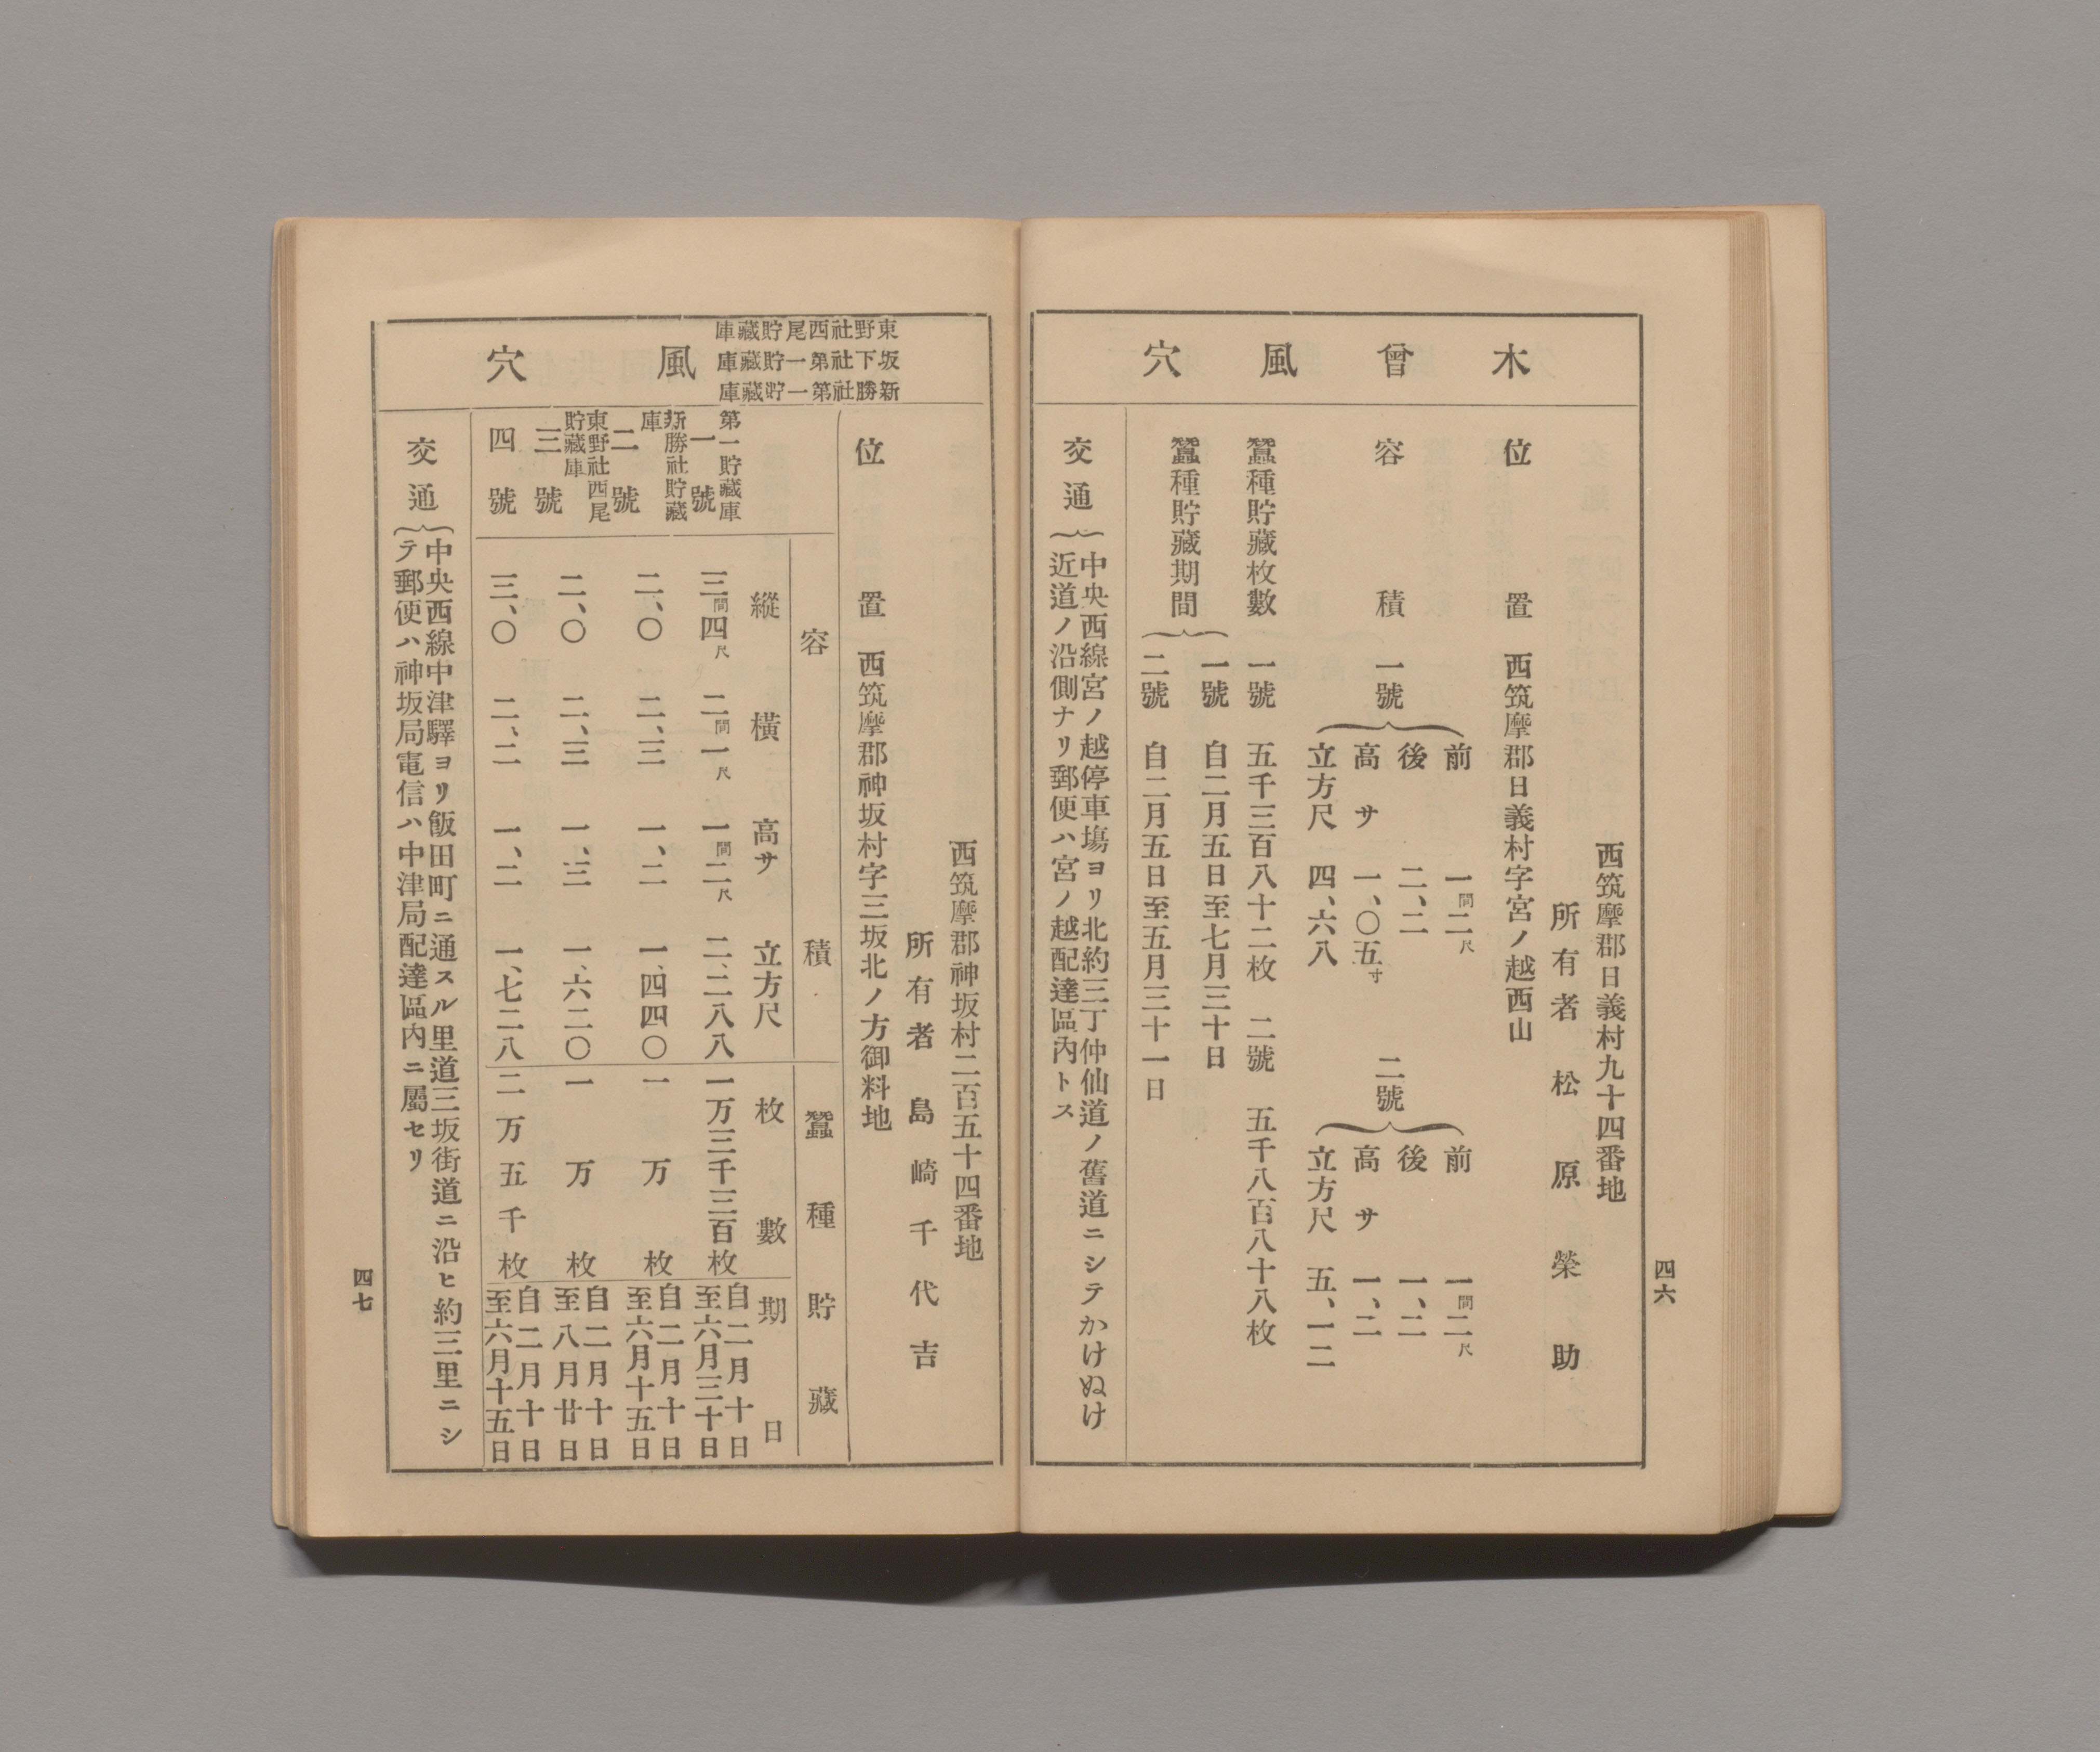 木曾風穴
西筑摩郡日義村九十四番地
所有者 松原榮助
位置 西筑摩郡日義村字宮ノ越西山
容積 一號 二號
前 一間二尺 前 一間二尺
後 二、二 後 一、二
高サ 一、〇五寸 高サ 一、二
立方尺 四、六八 立方尺 五、一二
蠶種貯藏枚數 一號 五千三百八十二枚 二號 五千八百八十八枚
蠶種貯藏期間 一號 自二月五日至七月三十日
二號 自二月五日至五月三十一日
交通 中央西線宮ノ越停車塲ヨリ北約三丁仲仙道ノ舊道ニシテかけぬけ
近道ノ沿側ナリ郵便ハ宮ノ越配達區內トス
四六
東野社西尾貯藏庫
坂下社第一貯藏庫
新勝社第一貯藏庫
風穴
西筑摩郡神坂村二百五十四番地
所有者 島崎千代吉
位置 西筑摩郡神坂村字三坂北ノ方御料地
容積 蠶種貯藏
縱 橫 高サ 立方尺 枚數 期日
第一貯藏庫
一號 三間四尺 二間一尺 一間二尺 二、二八八 一万三千三百枚 自二月十日至六月三十日
新勝社貯藏庫
二號 二、〇 二、三 一、二 一、四四〇 一万枚 自二月十日至六月十五日
東野社西尾貯藏庫
三號 二、〇 二、三 一、三 一、六二〇 一万枚 自二月十日至八月廿日
四號 三、〇 二、二 一、二 一、七二八 二万五千枚 自二月十日至六月十五日
交通 中央西線中津驛ヨリ飯田町ニ通スル里道三坂街道ニ沿ヒ約三里ニシ
テ郵便ハ神坂局電信ハ中津局配達區內ニ屬セリ
四七